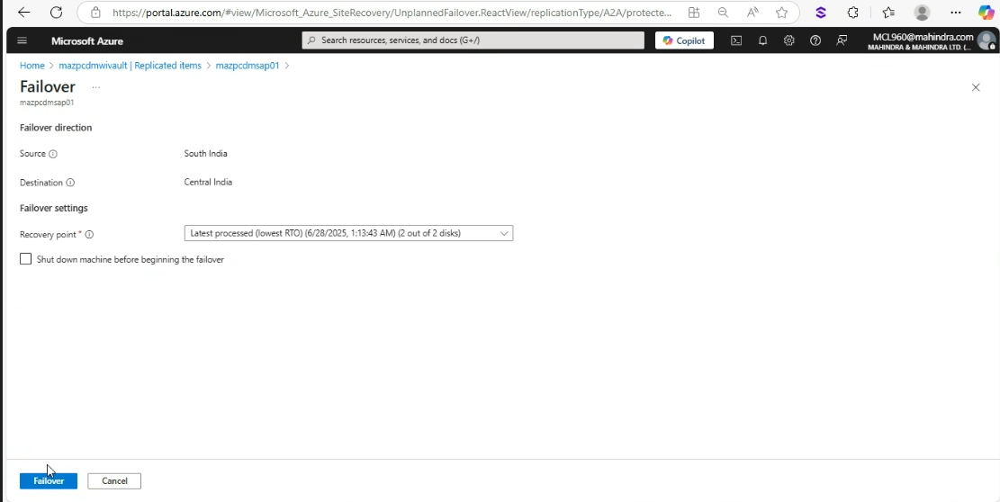 https://portal.azure.com/#view/Microsoft_Azure_SiteRecovery/UnplannedFailover.ReactView/replicationType/A2A/protecte...
Microsoft Azure
Search resources, services, and docs (G+/)
Copilot
MCL960@mahindra.com
MAHINDRA & MAHINDRA LTD. (...
Home > mazpcdmwivault | Replicated items > mazpcdmsap01 >
Failover ...
mazpcdmsap01
Failover direction
Source South India
Destination Central India
Failover settings
Recovery point * Latest processed (lowest RTO) (6/28/2025, 1:13:43 AM) (2 out of 2 disks)
Shut down machine before beginning the failover
Failover Cancel